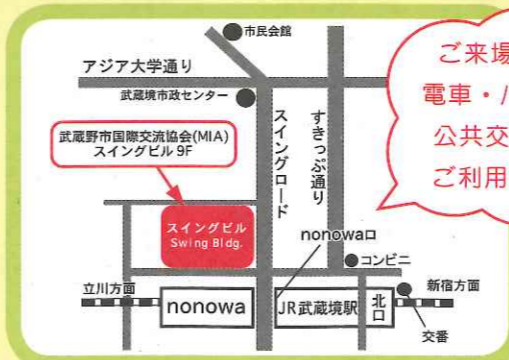 市民会館
アジア大学通り
武蔵境市政センター
武蔵野市国際交流協会(MIA)
スイングビル 9F
スイングロード
すきっぷ通り
スイングビル
Swing Bldg.
nonowa口
コンビニ
立川方面
新宿方面
nonowa
JR武蔵境駅
北口
交番
ご来場
電車・
公共交
ご利用